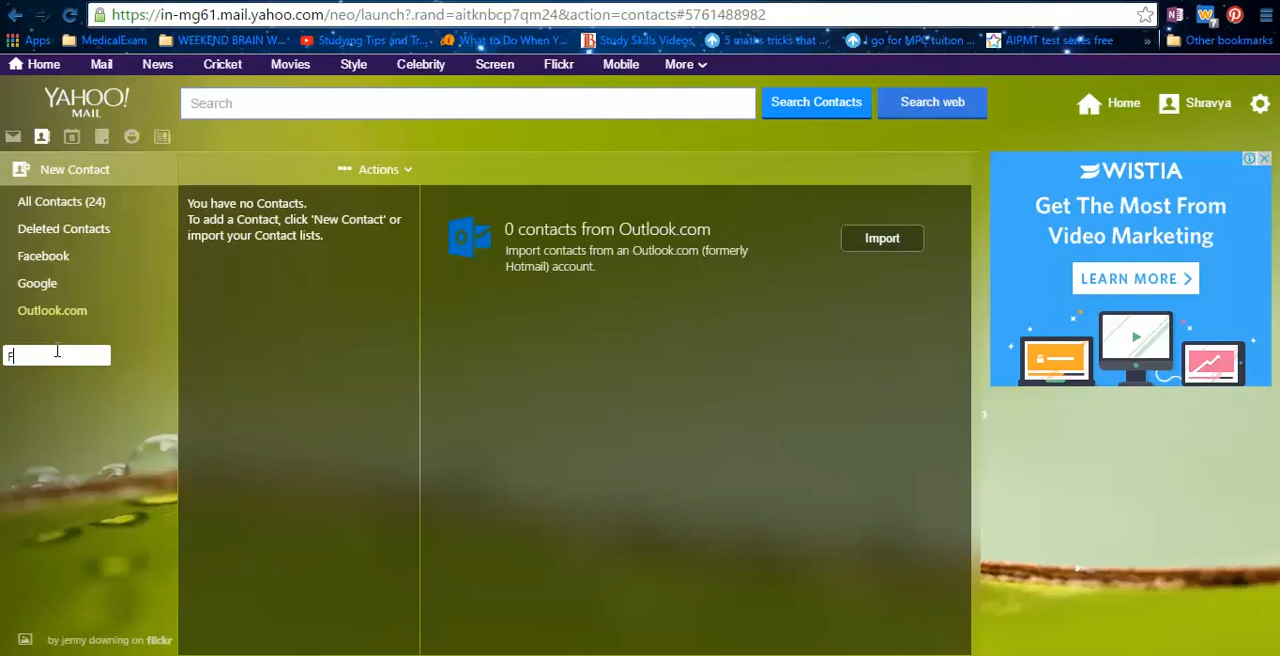 https://in-mg61.mail.yahoo.com/neo/launch?.rand=aitknbcp7qm24&action=contacts#5761488982
Apps MedicalExam WEEKEND BRAIN W... Studying Tips and Tr... What to Do When Y... Study Skills Videos 5 maths tricks that ... I go for MPC tuition ... AIPMT test series free » Other bookmarks
Home Mail News Cricket Movies Style Celebrity Screen Flickr Mobile More
YAHOO!
MAIL
Search
Search Contacts
Search web
Home
Shravya
New Contact
Actions
All Contacts (24)
Deleted Contacts
Facebook
Google
Outlook.com
F
You have no Contacts.
To add a Contact, click 'New Contact' or
import your Contact lists.
0 contacts from Outlook.com
Import contacts from an Outlook.com (formerly
Hotmail) account.
Import
WISTIA
Get The Most From
Video Marketing
LEARN MORE
by jenny downing on flickr